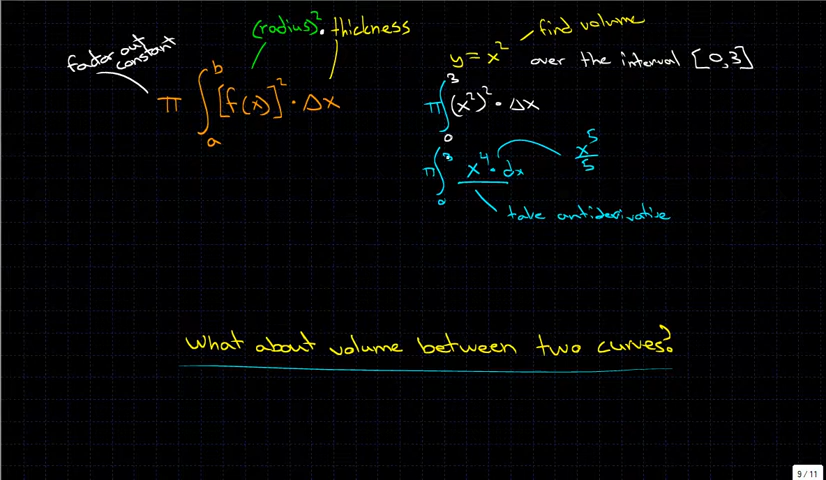 (radius)² · thickness
factor out constant
π ∫ₐᵇ [f(x)]² · Δx
find volume
y = x²
over the interval [0,3]
π ∫₀³ (x²)² · Δx
π ∫₀³ x⁴ · dx
x⁵/5
take antiderivative
What about volume between two curves?
9 / 11